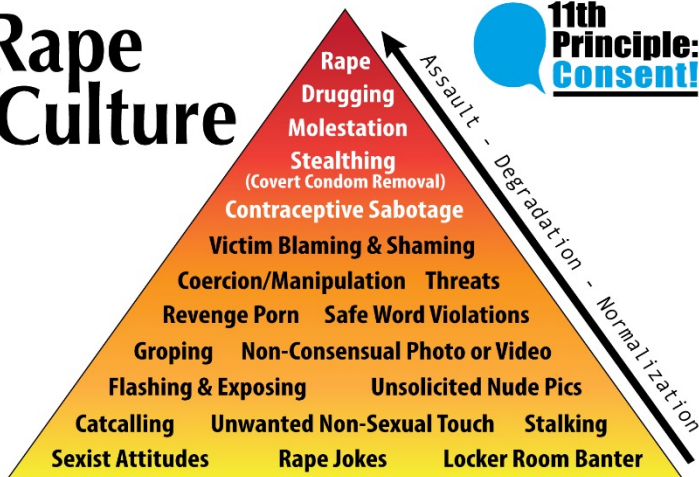 Rape
Culture
11th
Principle:
Consent!
Assault - Degradation - Normalization
Rape
Drugging
Molestation
Stealthing
(Covert Condom Removal)
Contraceptive Sabotage
Victim Blaming & Shaming
Coercion/Manipulation Threats
Revenge Porn Safe Word Violations
Groping Non-Consensual Photo or Video
Flashing & Exposing Unsolicited Nude Pics
Catcalling Unwanted Non-Sexual Touch Stalking
Sexist Attitudes Rape Jokes Locker Room Banter